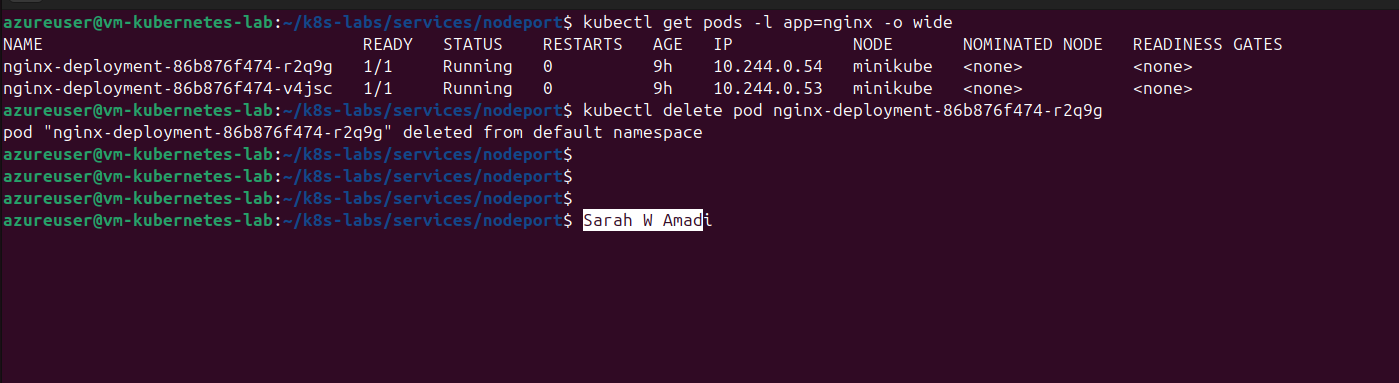 azureuser@vm-kubernetes-lab:~/k8s-labs/services/nodeport$ kubectl get pods -l app=nginx -o wide
NAME READY STATUS RESTARTS AGE IP NODE NOMINATED NODE READINESS GATES
nginx-deployment-86b876f474-r2q9g 1/1 Running 0 9h 10.244.0.54 minikube <none> <none>
nginx-deployment-86b876f474-v4jsc 1/1 Running 0 9h 10.244.0.53 minikube <none> <none>
azureuser@vm-kubernetes-lab:~/k8s-labs/services/nodeport$ kubectl delete pod nginx-deployment-86b876f474-r2q9g
pod "nginx-deployment-86b876f474-r2q9g" deleted from default namespace
azureuser@vm-kubernetes-lab:~/k8s-labs/services/nodeport$
azureuser@vm-kubernetes-lab:~/k8s-labs/services/nodeport$
azureuser@vm-kubernetes-lab:~/k8s-labs/services/nodeport$
azureuser@vm-kubernetes-lab:~/k8s-labs/services/nodeport$ Sarah W Amadi